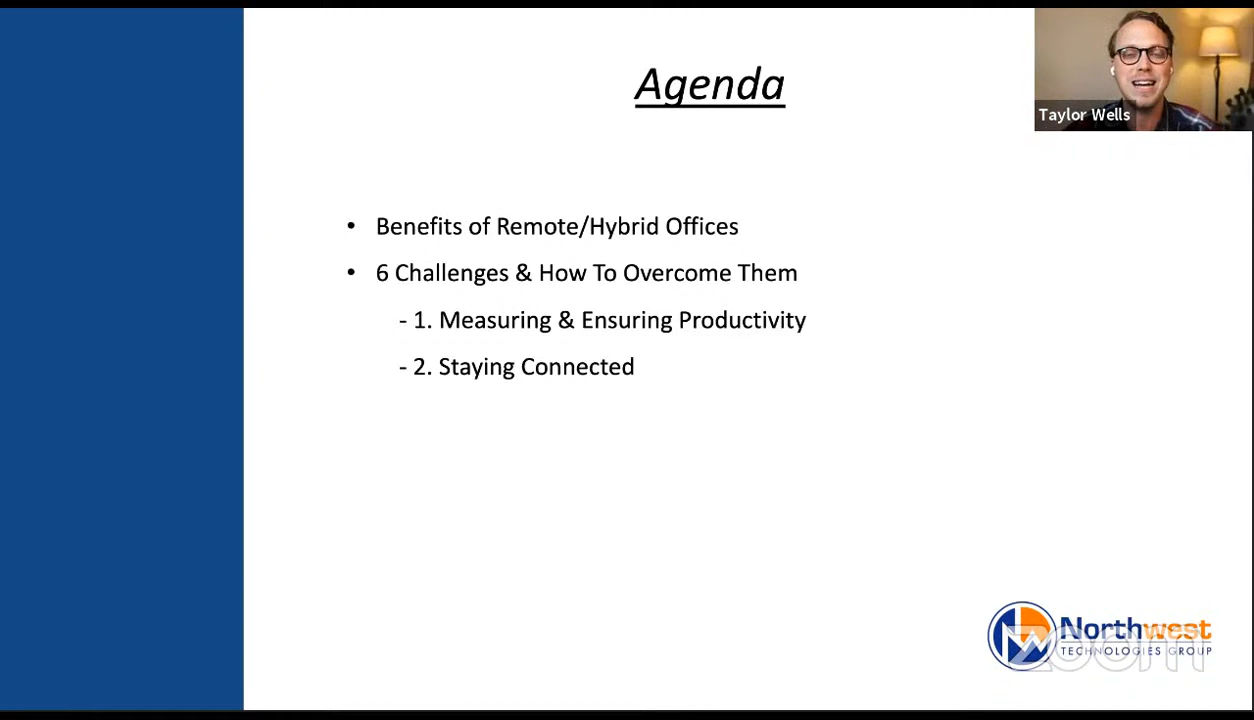 Agenda
Taylor Wells
• Benefits of Remote/Hybrid Offices
• 6 Challenges & How To Overcome Them
- 1. Measuring & Ensuring Productivity
- 2. Staying Connected
Northwest
TECHNOLOGIES GROUP
zoom